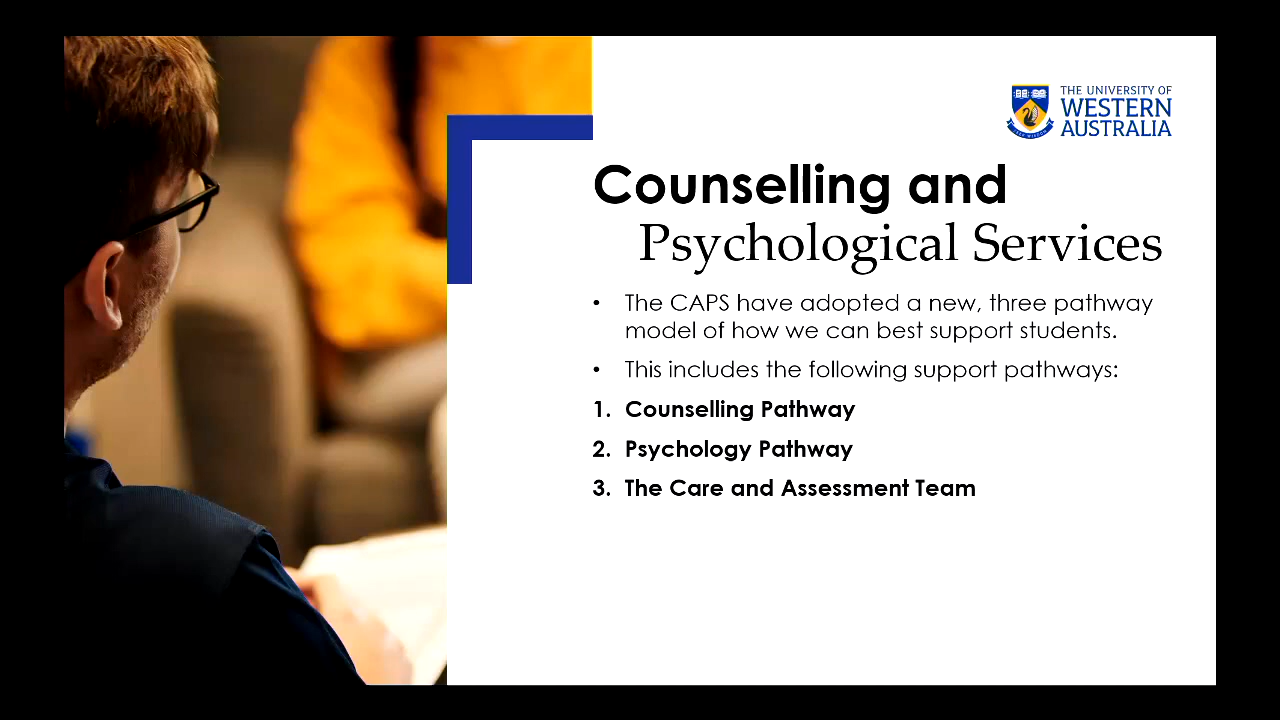 THE UNIVERSITY OF
WESTERN
AUSTRALIA
Counselling and
Psychological Services
• The CAPS have adopted a new, three pathway
model of how we can best support students.
• This includes the following support pathways:
1. Counselling Pathway
2. Psychology Pathway
3. The Care and Assessment Team